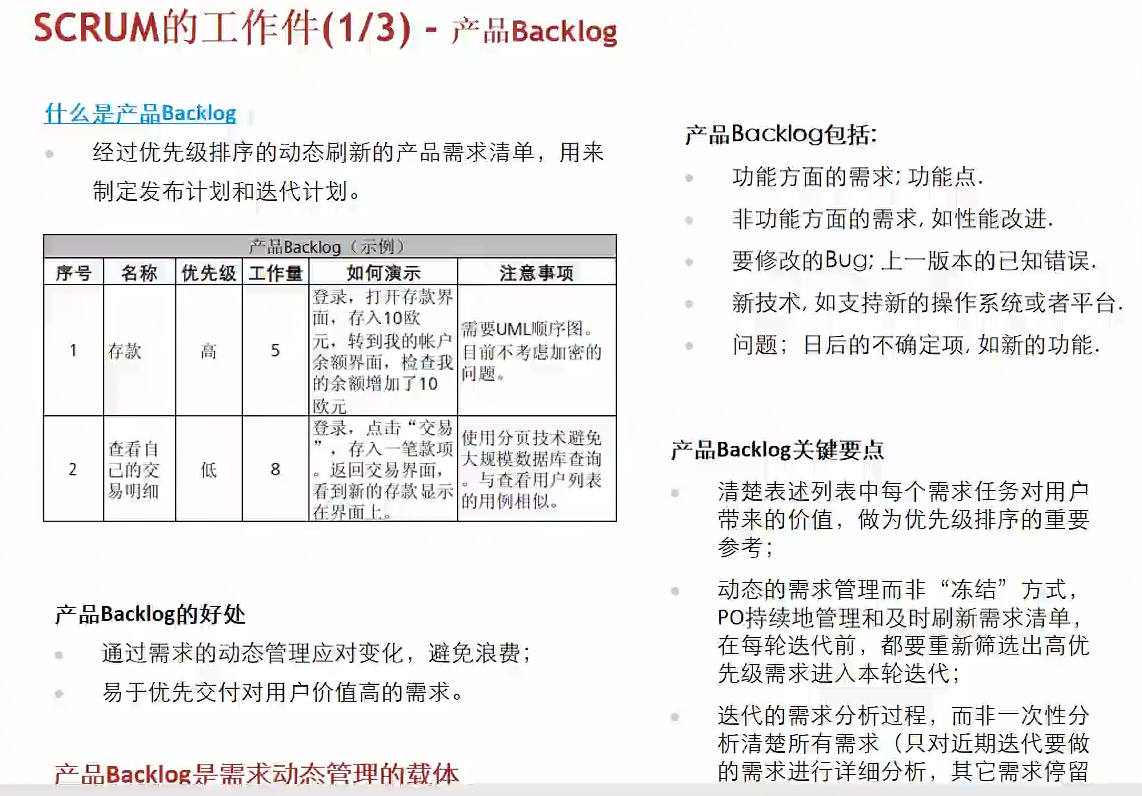 SCRUM的工作件(1/3) - 产品Backlog
什么是产品Backlog
经过优先级排序的动态刷新的产品需求清单，用来
制定发布计划和迭代计划。
产品Backlog（示例）
序号 名称 优先级 工作量 如何演示 注意事项
1 存款 高 5
登录，打开存款界
面，存入10欧
元，转到我的帐户
余额界面，检查我
的余额增加了10
欧元
需要UML顺序图。
目前不考虑加密的
问题。
2
查看自
己的交
易明细
低 8
登录，点击“交易
”，存入一笔款项
。返回交易界面，
看到新的存款显示
在界面上。
使用分页技术避免
大规模数据库查询
。与查看用户列表
的用例相似。
产品Backlog的好处
通过需求的动态管理应对变化，避免浪费；
易于优先交付对用户价值高的需求。
产品Backlog是需求动态管理的载体
产品Backlog包括:
功能方面的需求; 功能点.
非功能方面的需求, 如性能改进.
要修改的Bug; 上一版本的已知错误.
新技术, 如支持新的操作系统或者平台.
问题；日后的不确定项, 如新的功能.
产品Backlog关键要点
清楚表述列表中每个需求任务对用户
带来的价值，做为优先级排序的重要
参考；
动态的需求管理而非“冻结”方式，
PO持续地管理和及时刷新需求清单，
在每轮迭代前，都要重新筛选出高优
先级需求进入本轮迭代；
迭代的需求分析过程，而非一次性分
析清楚所有需求（只对近期迭代要做
的需求进行详细分析，其它需求停留